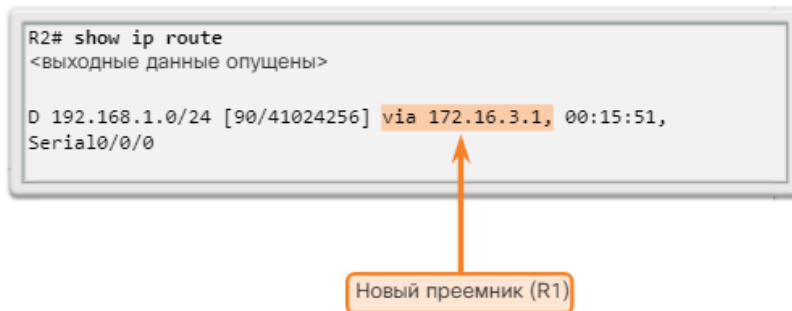 R2# show ip route
<выходные данные опущены>
D 192.168.1.0/24 [90/41024256] via 172.16.3.1, 00:15:51,
Serial0/0/0
Новый преемник (R1)